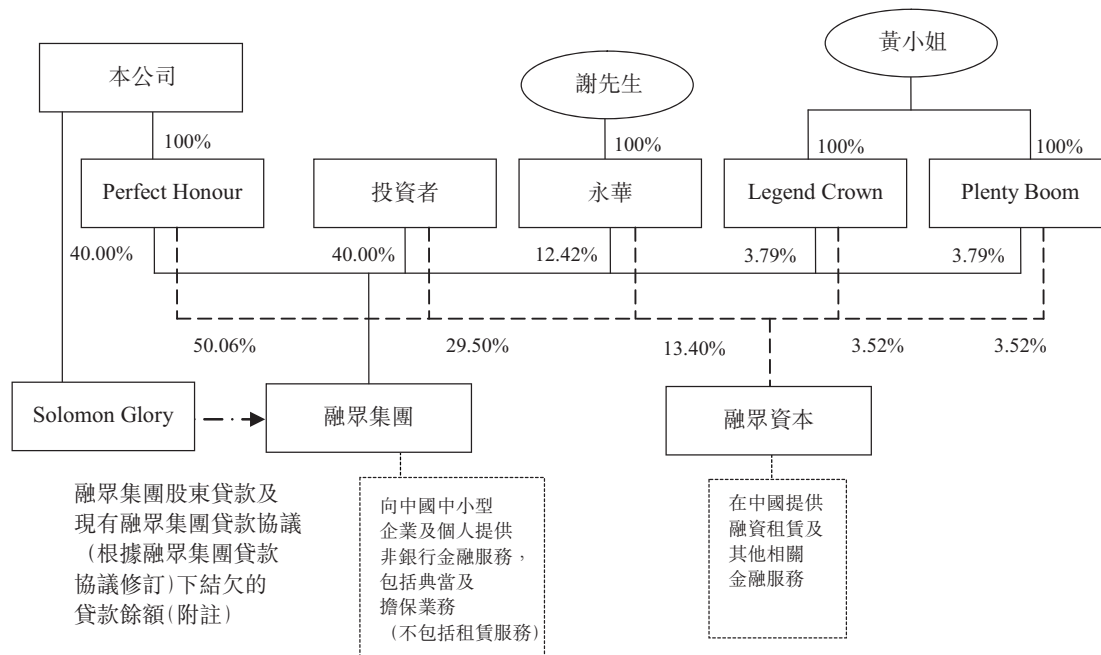 黃小姐
本公司
謝先生
100%
100%
100%
100%
Perfect Honour
投資者
永華
Legend Crown
Plenty Boom
40.00%
40.00%
12.42%
3.79%
3.79%
50.06%
29.50%
13.40%
3.52%
3.52%
Solomon Glory
融眾集團
融眾資本
融眾集團股東貸款及
現有融眾集團貸款協議
（根據融眾集團貸款
協議修訂）下結欠的
貸款餘額（附註）
向中國中小型
企業及個人提供
非銀行金融服務，
包括典當及
擔保業務
（不包括租賃服務）
在中國提供
融資租賃及
其他相關
金融服務